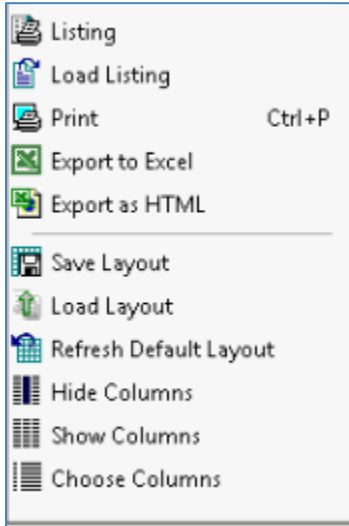 Listing
Load Listing
Print Ctrl+P
Export to Excel
Export as HTML
Save Layout
Load Layout
Refresh Default Layout
Hide Columns
Show Columns
Choose Columns